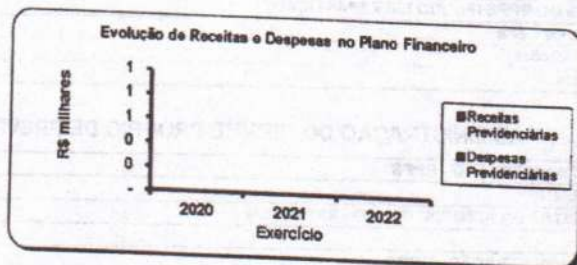 Evolução de Receitas e Despesas no Plano Financeiro
R$ milhares
1
1
1
0
0
-
2020 2021 2022
Exercício
Receitas
Previdenciárias
Despesas
Previdenciárias